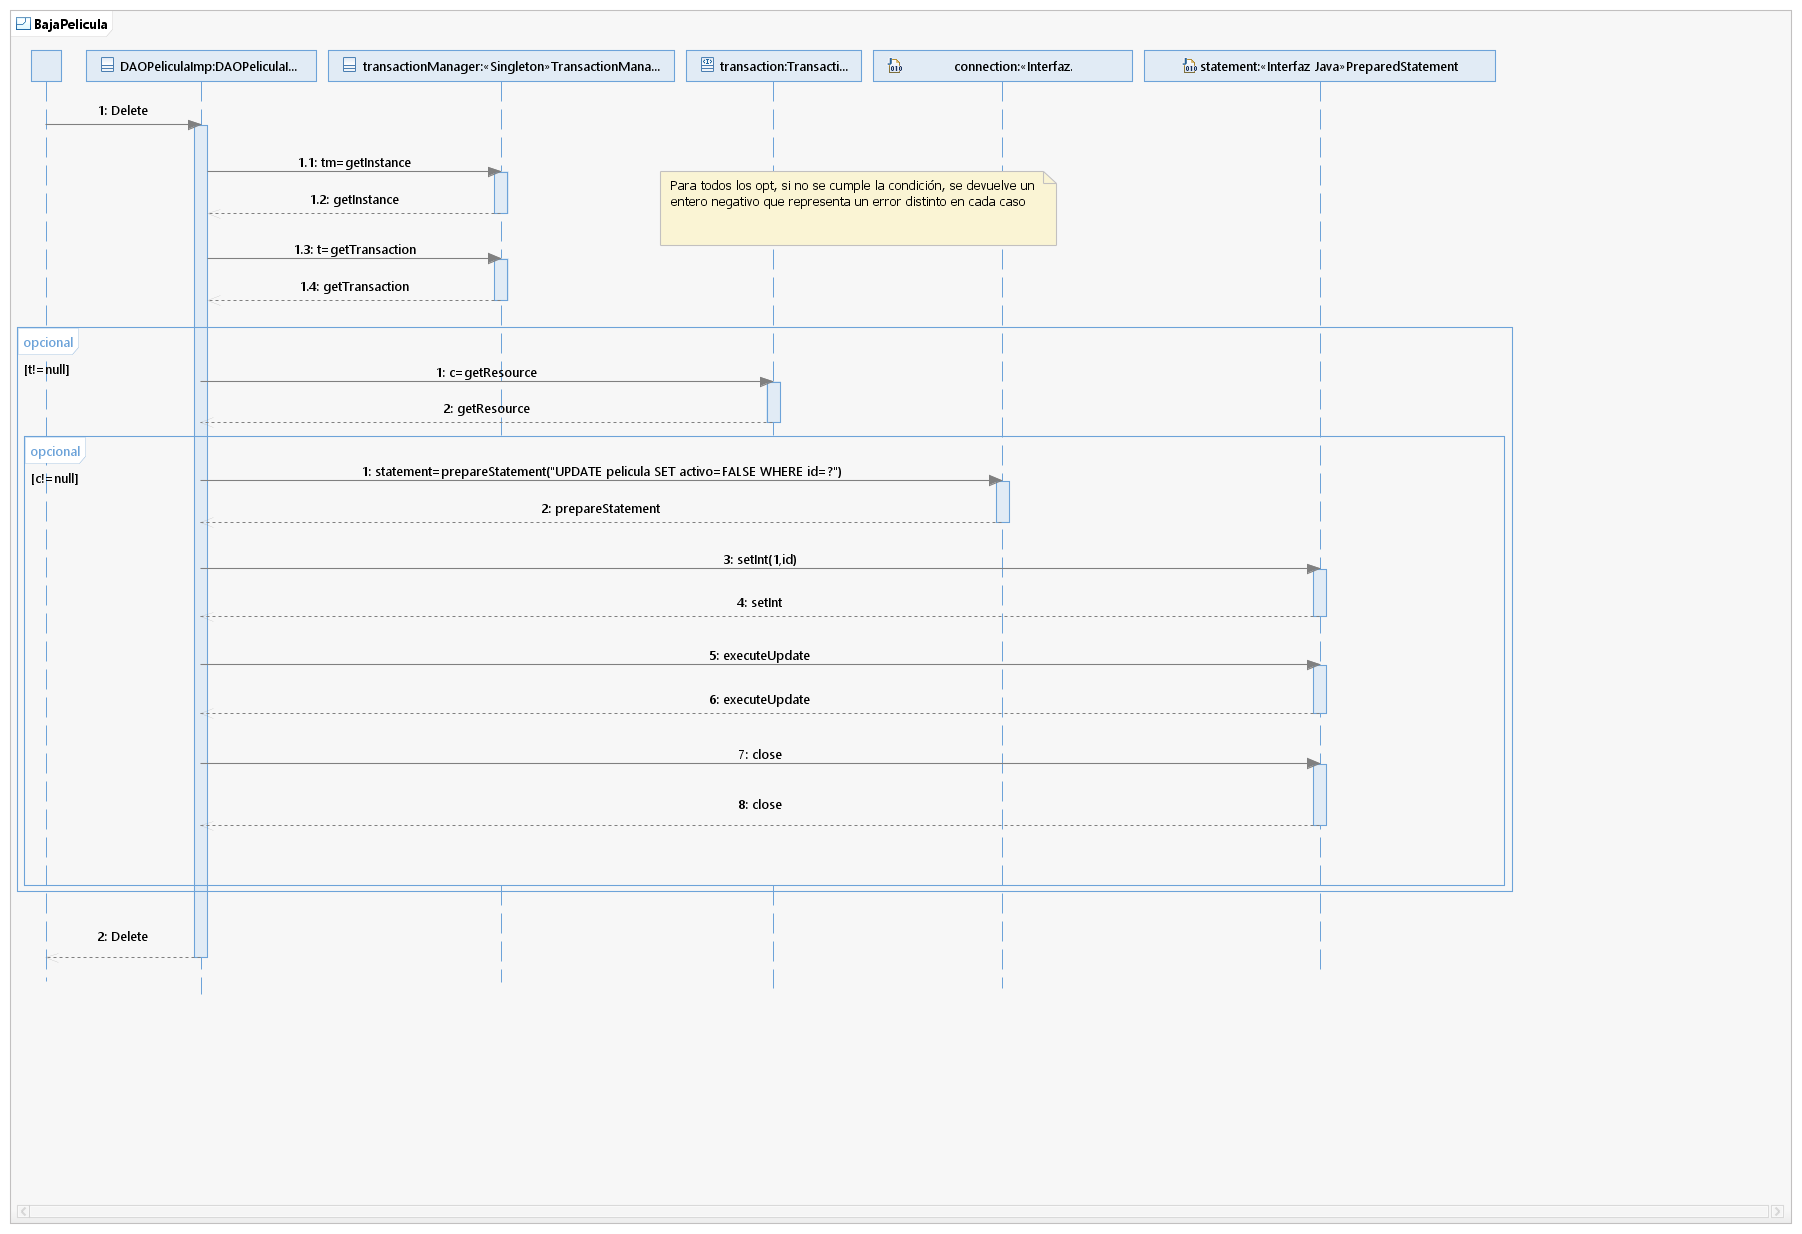 BajaPelicula
DAOPeliculaImp:DAOPeliculaI...
transactionManager:«Singleton»TransactionMana...
transaction:Transacti...
connection:«Interfaz.
statement:«Interfaz Java»PreparedStatement
1: Delete
1.1: tm=getInstance
Para todos los opt, si no se cumple la condición, se devuelve un
entero negativo que representa un error distinto en cada caso
1.2: getInstance
1.3: t=getTransaction
1.4: getTransaction
opcional
[t!=null]
1: c=getResource
2: getResource
opcional
[c!=null]
1: statement=prepareStatement("UPDATE pelicula SET activo=FALSE WHERE id=?")
2: prepareStatement
3: setInt(1,id)
4: setInt
5: executeUpdate
6: executeUpdate
7: close
8: close
2: Delete